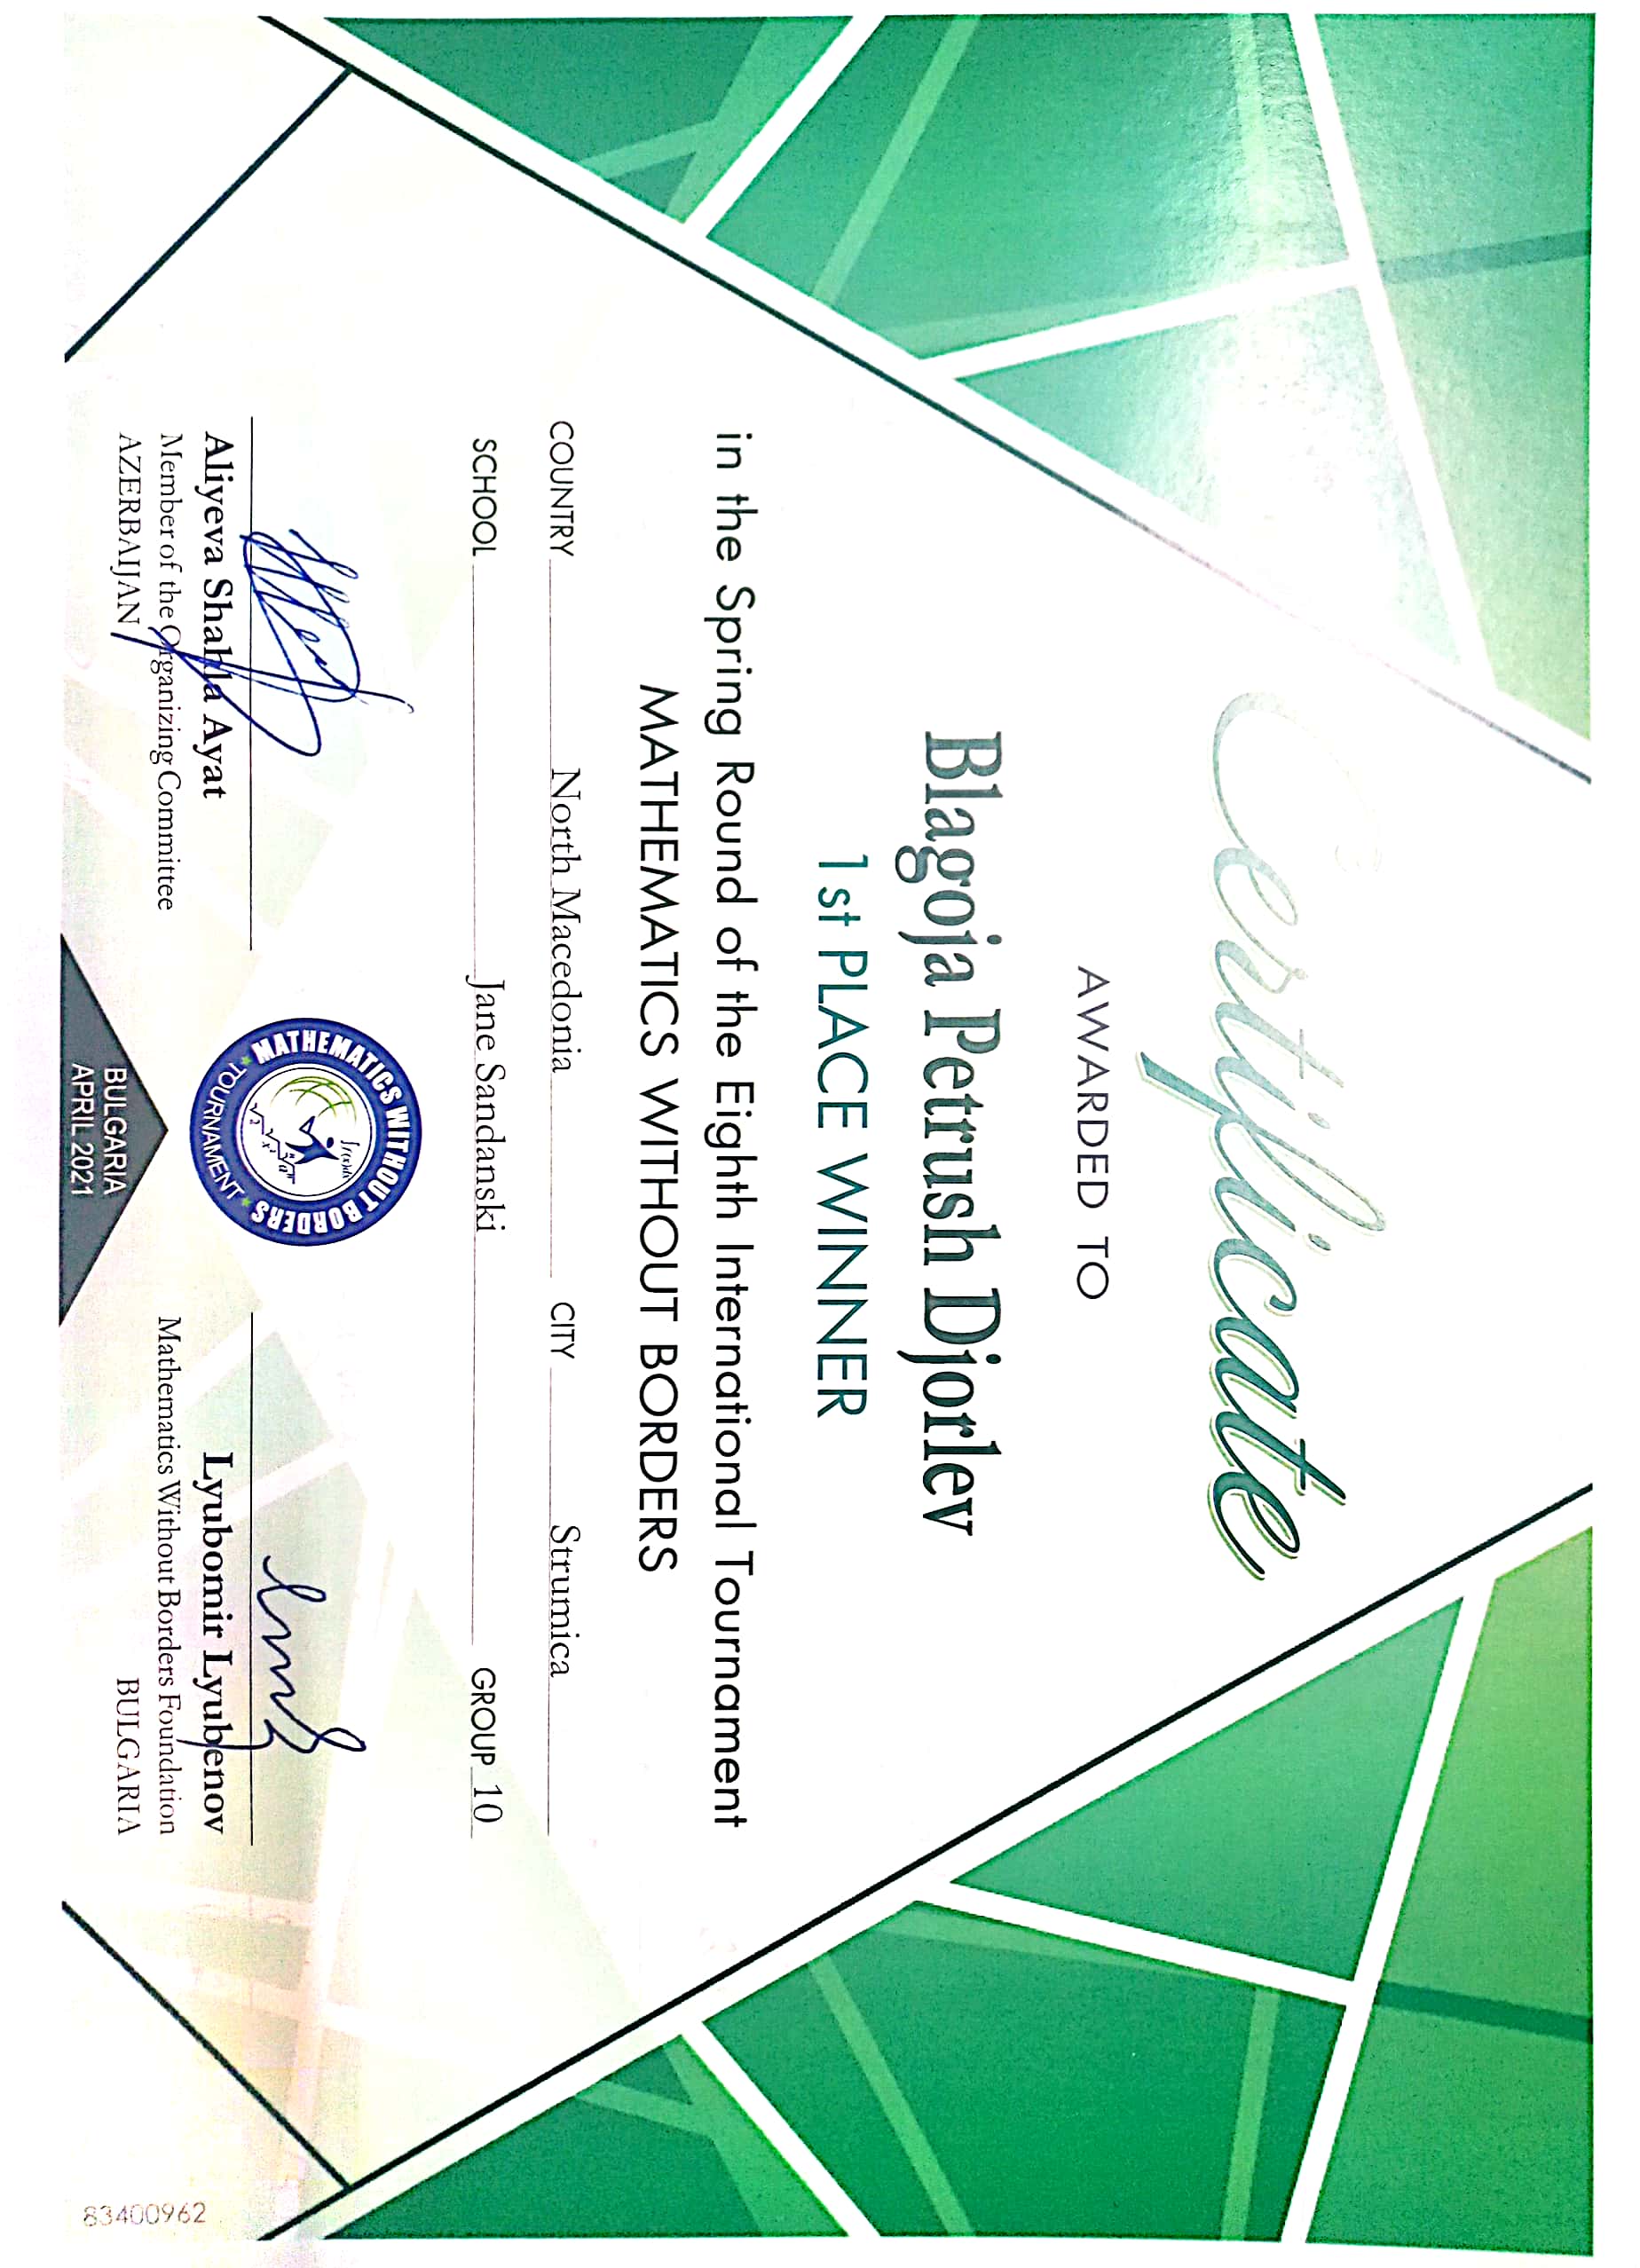 Certificate
AWARDED TO
Blagoja Petrush Djorlev
1st PLACE WINNER
in the Spring Round of the Eighth International Tournament
MATHEMATICS WITHOUT BORDERS
COUNTRY North Macedonia CITY Strumica
SCHOOL Jane Sandanski GROUP 10
Aliyeva Shahla Ayat
Member of the Organizing Committee
AZERBAIJAN
MATHEMATICS WITHOUT BORDERS
TOURNAMENT
BULGARIA
APRIL 2021
Lyubomir Lyubenov
Mathematics Without Borders Foundation
BULGARIA
83400962